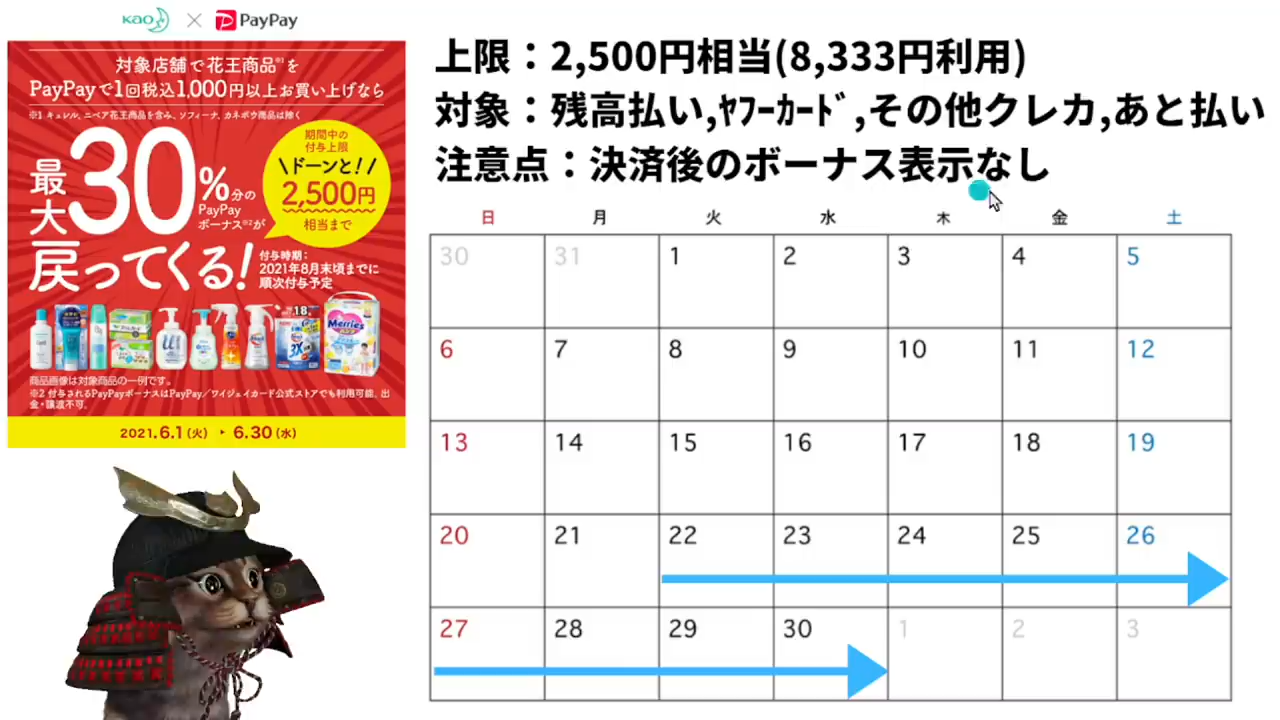 Kao × PayPay
対象店舗で花王商品※1を
PayPayで1回税込1,000円以上お買い上げなら
※1 キュレル、ニベア花王商品を含み、ソフィーナ、カネボウ商品は除く
期間中の
付与上限
\ドーンと!/
2,500円
相当まで
最大30%分の
PayPay
ボーナス※2が
戻ってくる!
付与時期:
2021年8月末頃までに
順次付与予定
Merries
商品画像は対象商品の一例です。
※2 付与されるPayPayボーナスはPayPay/ワイジェイカード公式ストアでも利用可能。出
金・譲渡不可。
2021.6.1(火) ▸ 6.30(水)
上限:2,500円相当(8,333円利用)
対象:残高払い,ﾔﾌｰｶｰﾄﾞ,その他クレカ,あと払い
注意点:決済後のボーナス表示なし
日 月 火 水 木 金 土
30 31 1 2 3 4 5
6 7 8 9 10 11 12
13 14 15 16 17 18 19
20 21 22 23 24 25 26
27 28 29 30 1 2 3